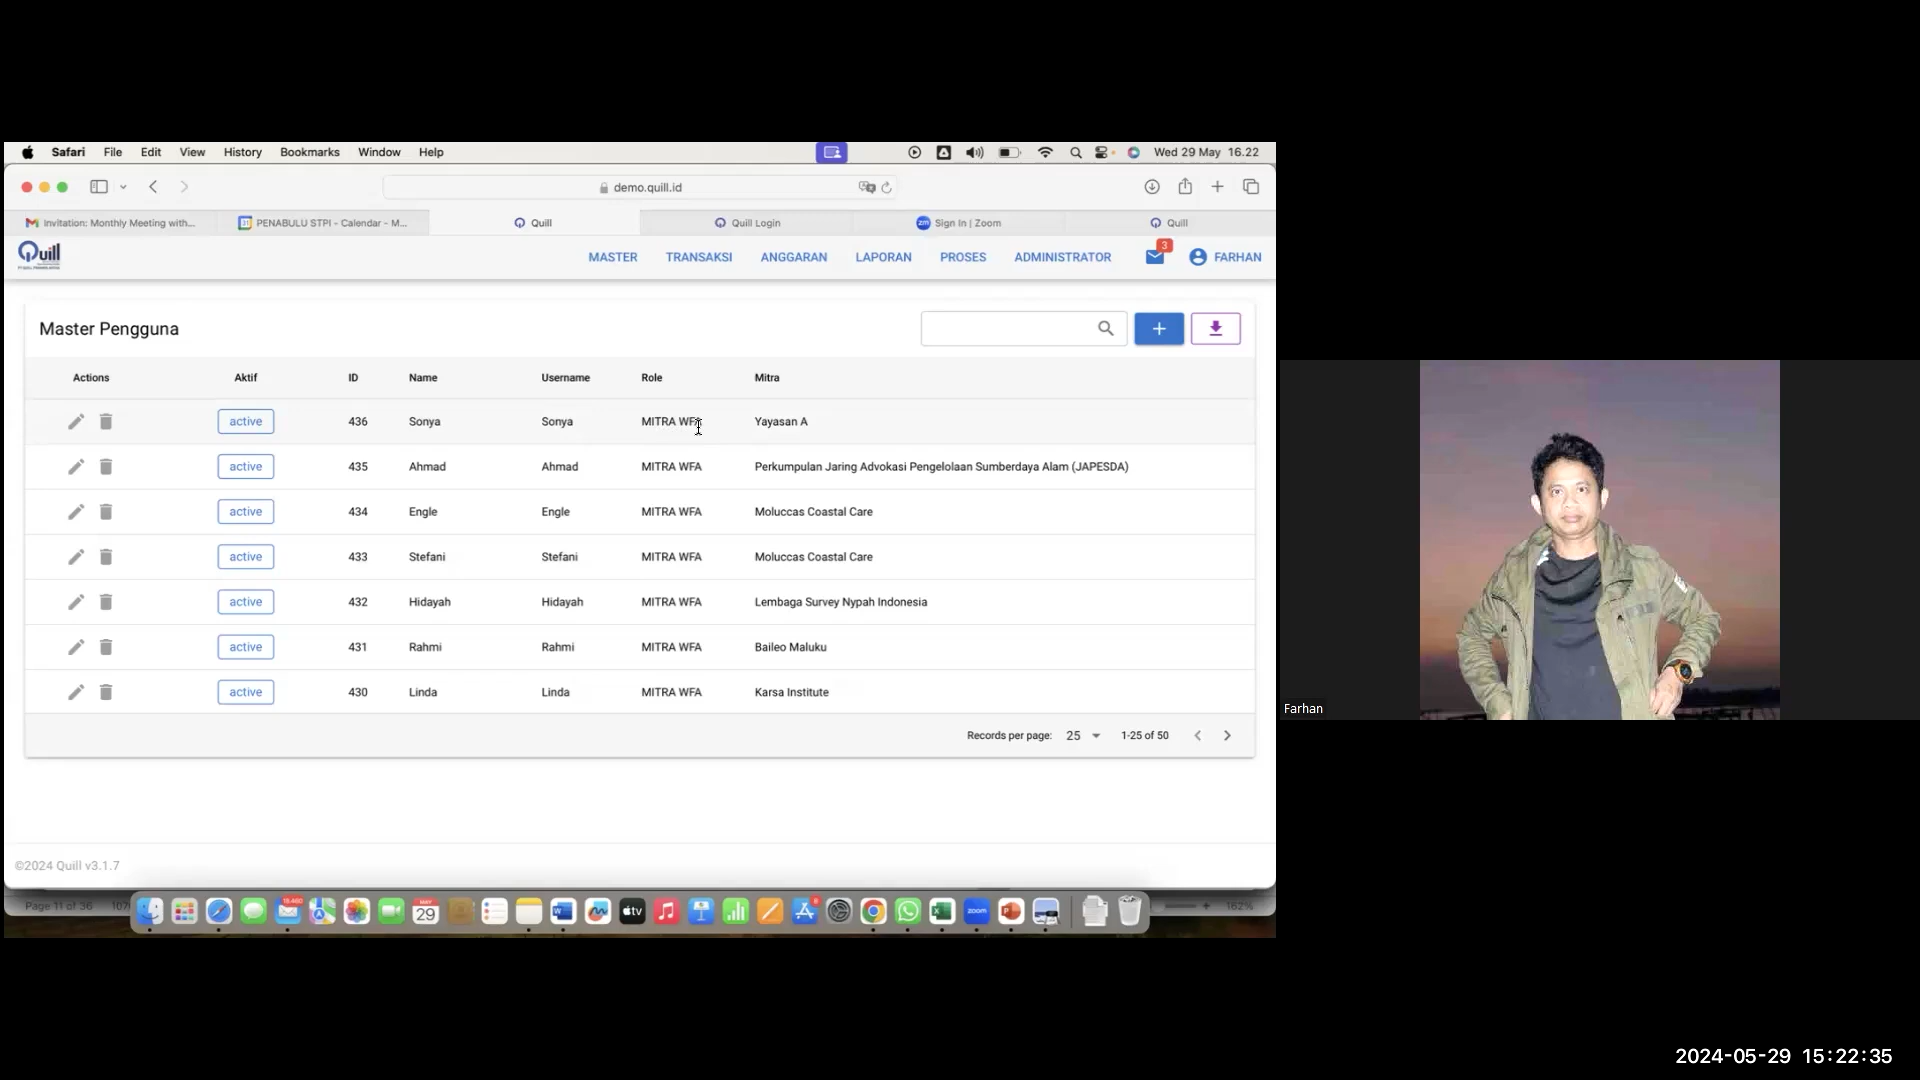 Safari File Edit View History Bookmarks Window Help Wed 29 May 16.22
demo.quill.id
Invitation: Monthly Meeting with... PENABULU STPI - Calendar - M... Quill Quill Login Sign In | Zoom Quill
Quill MASTER TRANSAKSI ANGGARAN LAPORAN PROSES ADMINISTRATOR 3 FARHAN
Master Pengguna
Actions Aktif ID Name Username Role Mitra
active 436 Sonya Sonya MITRA WFA Yayasan A
active 435 Ahmad Ahmad MITRA WFA Perkumpulan Jaring Advokasi Pengelolaan Sumberdaya Alam (JAPESDA)
active 434 Engle Engle MITRA WFA Moluccas Coastal Care
active 433 Stefani Stefani MITRA WFA Moluccas Coastal Care
active 432 Hidayah Hidayah MITRA WFA Lembaga Survey Nypah Indonesia
active 431 Rahmi Rahmi MITRA WFA Baileo Maluku
active 430 Linda Linda MITRA WFA Karsa Institute
Records per page: 25 1-25 of 50
©2024 Quill v3.1.7
Page 11 of 36 162%
MAY
29
tv
zoom
Farhan
2024-05-29 15:22:35